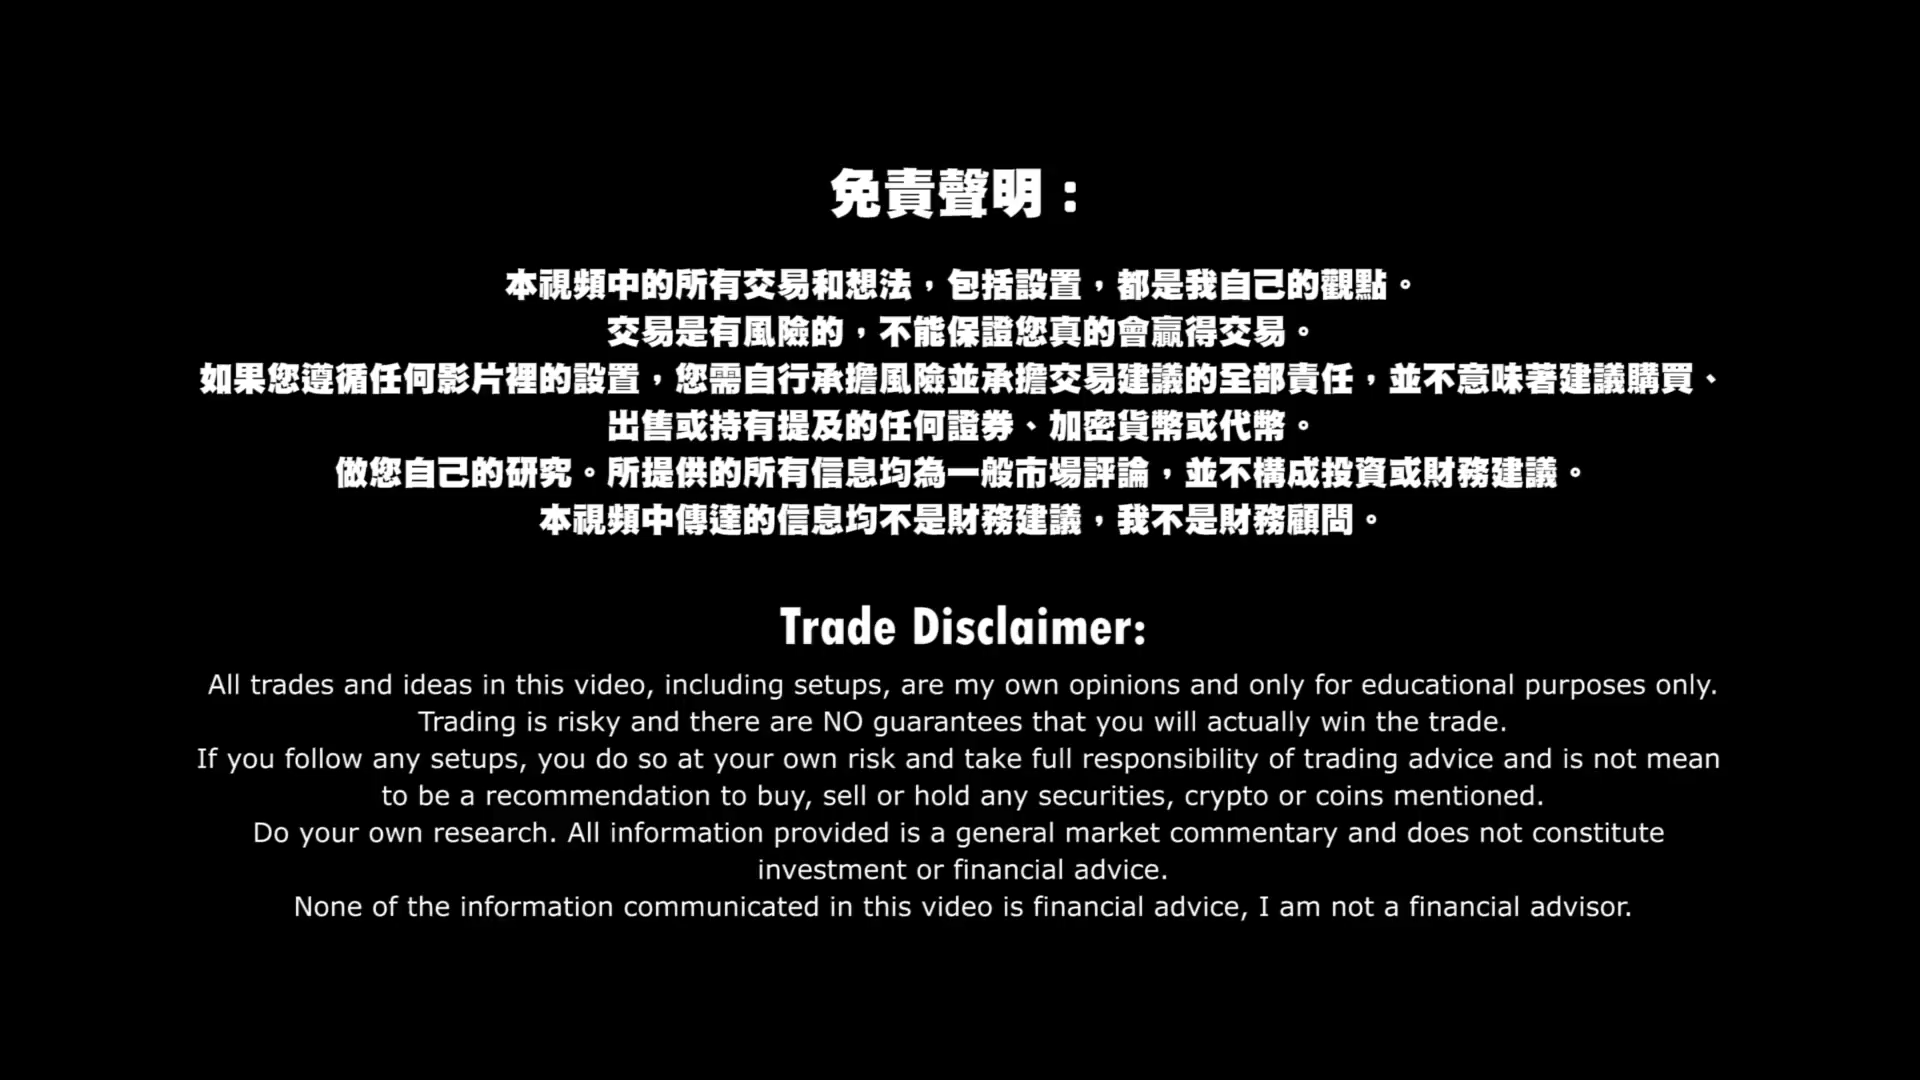 免責聲明：
本視頻中的所有交易和想法，包括設置，都是我自己的觀點。
交易是有風險的，不能保證您真的會贏得交易。
如果您遵循任何影片裡的設置，您需自行承擔風險並承擔交易建議的全部責任，並不意味著建議購買、
出售或持有提及的任何證券、加密貨幣或代幣。
做您自己的研究。所提供的所有信息均為一般市場評論，並不構成投資或財務建議。
本視頻中傳達的信息均不是財務建議，我不是財務顧問。
Trade Disclaimer:
All trades and ideas in this video, including setups, are my own opinions and only for educational purposes only.
Trading is risky and there are NO guarantees that you will actually win the trade.
If you follow any setups, you do so at your own risk and take full responsibility of trading advice and is not mean
to be a recommendation to buy, sell or hold any securities, crypto or coins mentioned.
Do your own research. All information provided is a general market commentary and does not constitute
investment or financial advice.
None of the information communicated in this video is financial advice, I am not a financial advisor.